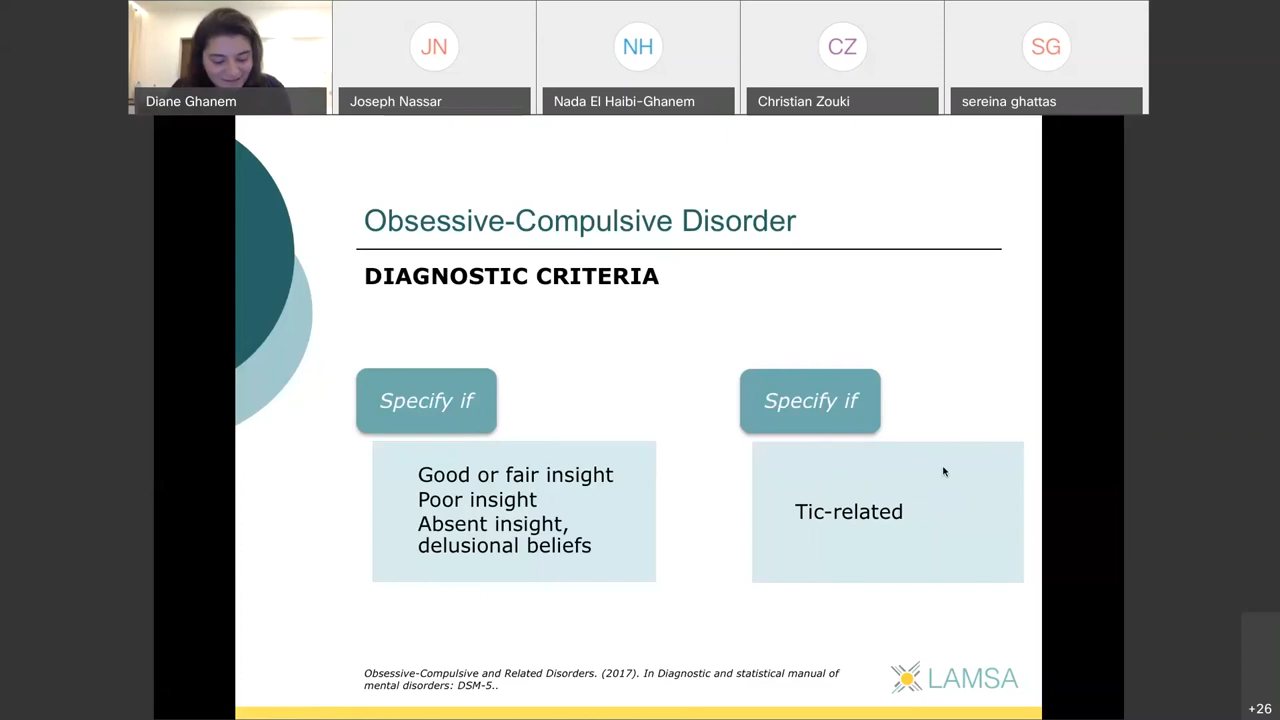 JN
NH
CZ
SG
Diane Ghanem
Joseph Nassar
Nada El Haibi-Ghanem
Christian Zouki
sereina ghattas
Obsessive-Compulsive Disorder
DIAGNOSTIC CRITERIA
Specify if
Good or fair insight
Poor insight
Absent insight,
delusional beliefs
Specify if
Tic-related
Obsessive-Compulsive and Related Disorders. (2017). In Diagnostic and statistical manual of
mental disorders: DSM-5..
LAMSA
+26